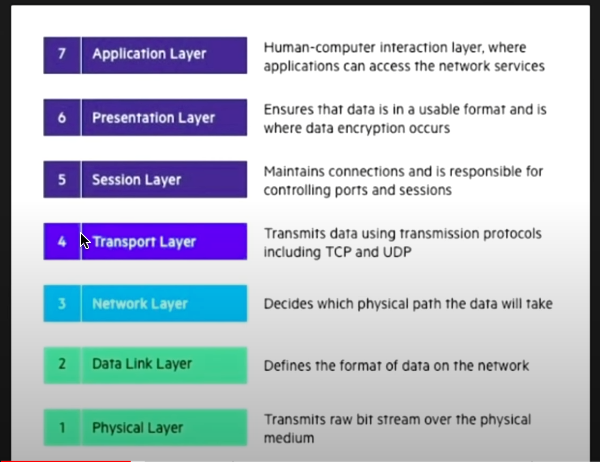 7 Application Layer
Human-computer interaction layer, where
applications can access the network services
6 Presentation Layer
Ensures that data is in a usable format and is
where data encryption occurs
5 Session Layer
Maintains connections and is responsible for
controlling ports and sessions
4 Transport Layer
Transmits data using transmission protocols
including TCP and UDP
3 Network Layer
Decides which physical path the data will take
2 Data Link Layer
Defines the format of data on the network
1 Physical Layer
Transmits raw bit stream over the physical
medium